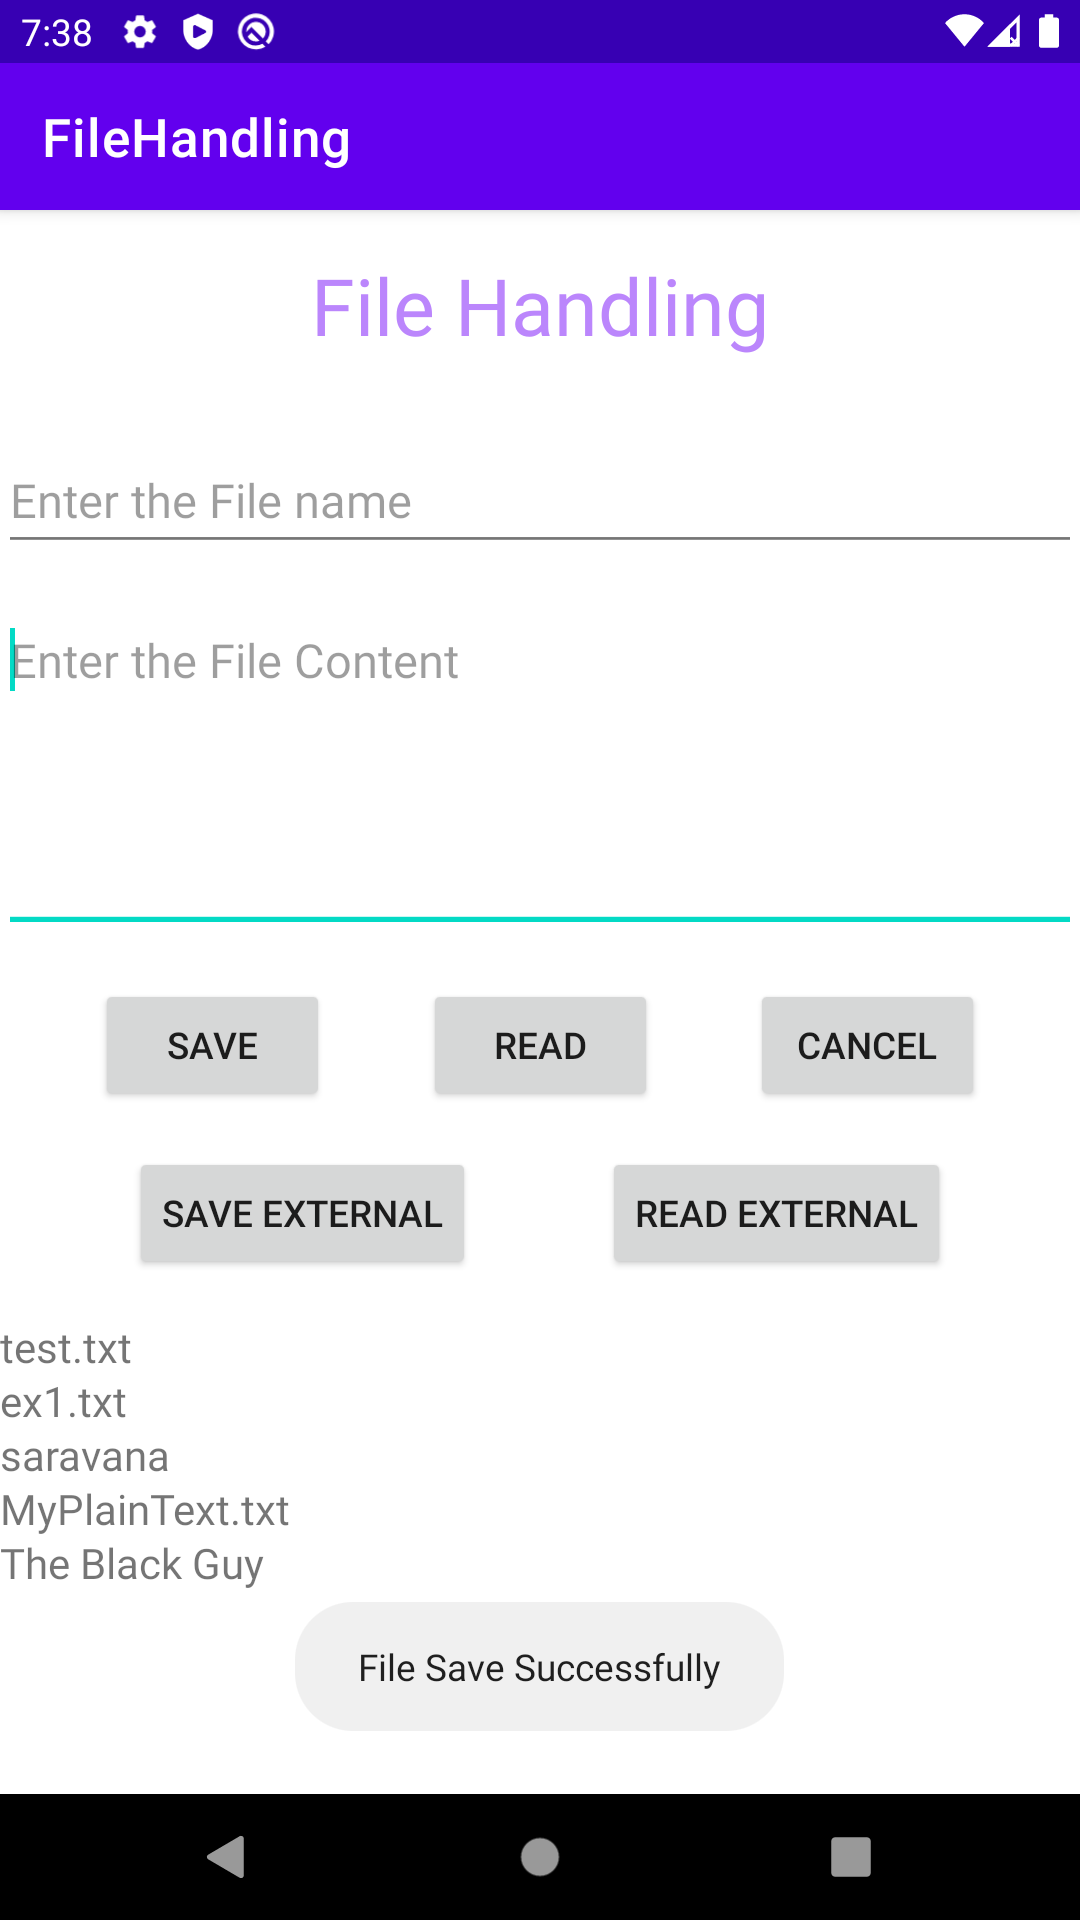 7:38
FileHandling
File Handling
Enter the File name
Enter the File Content
SAVE
READ
CANCEL
SAVE EXTERNAL
READ EXTERNAL
test.txt
ex1.txt
saravana
MyPlainText.txt
The Black Guy
File Save Successfully